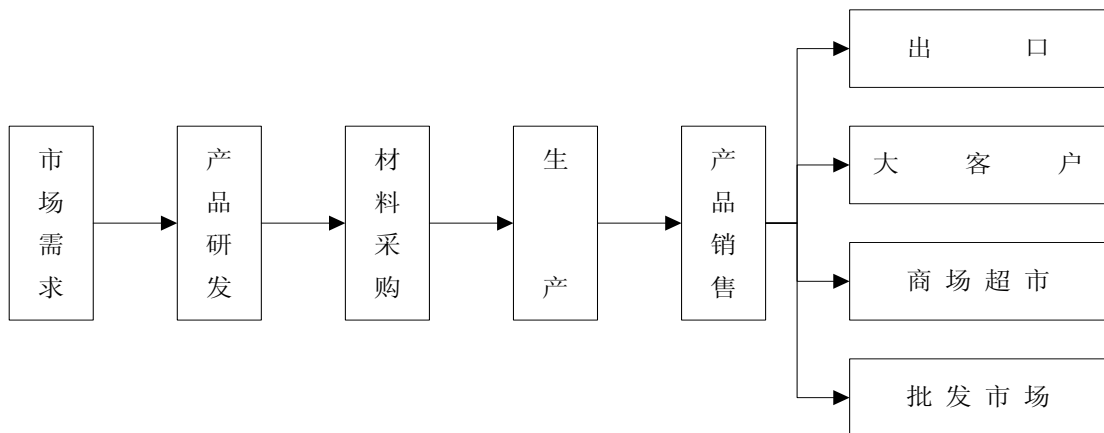 市场需求
产品研发
材料采购
生产
产品销售
出口
大客户
商场超市
批发市场